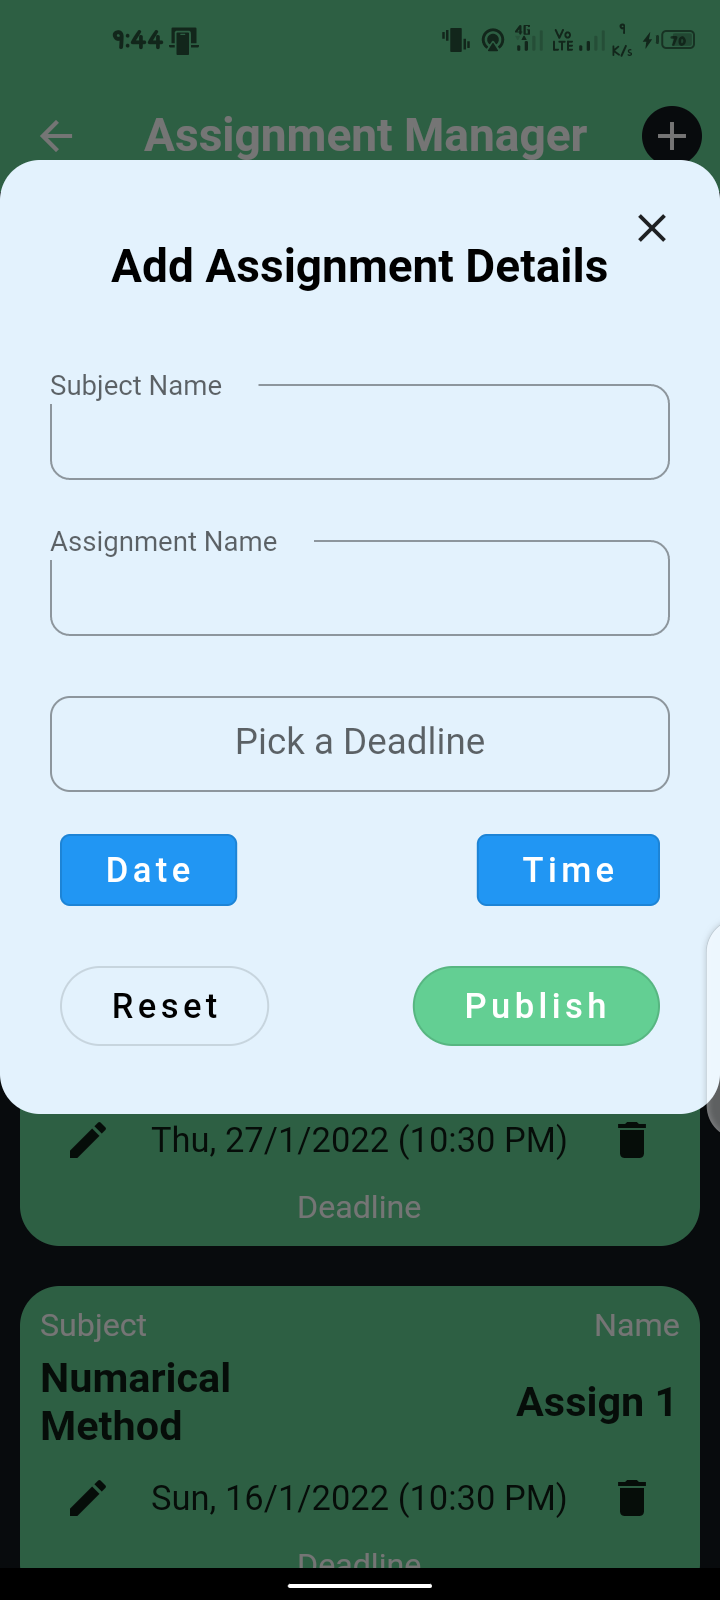 9:44
4G
Vo
LTE
9
K/s
70
Assignment Manager
Add Assignment Details
Subject Name
Assignment Name
Pick a Deadline
Date Time
Reset Publish
Thu, 27/1/2022 (10:30 PM)
Deadline
Subject Name
Numarical
Method
Assign 1
Sun, 16/1/2022 (10:30 PM)
Deadline